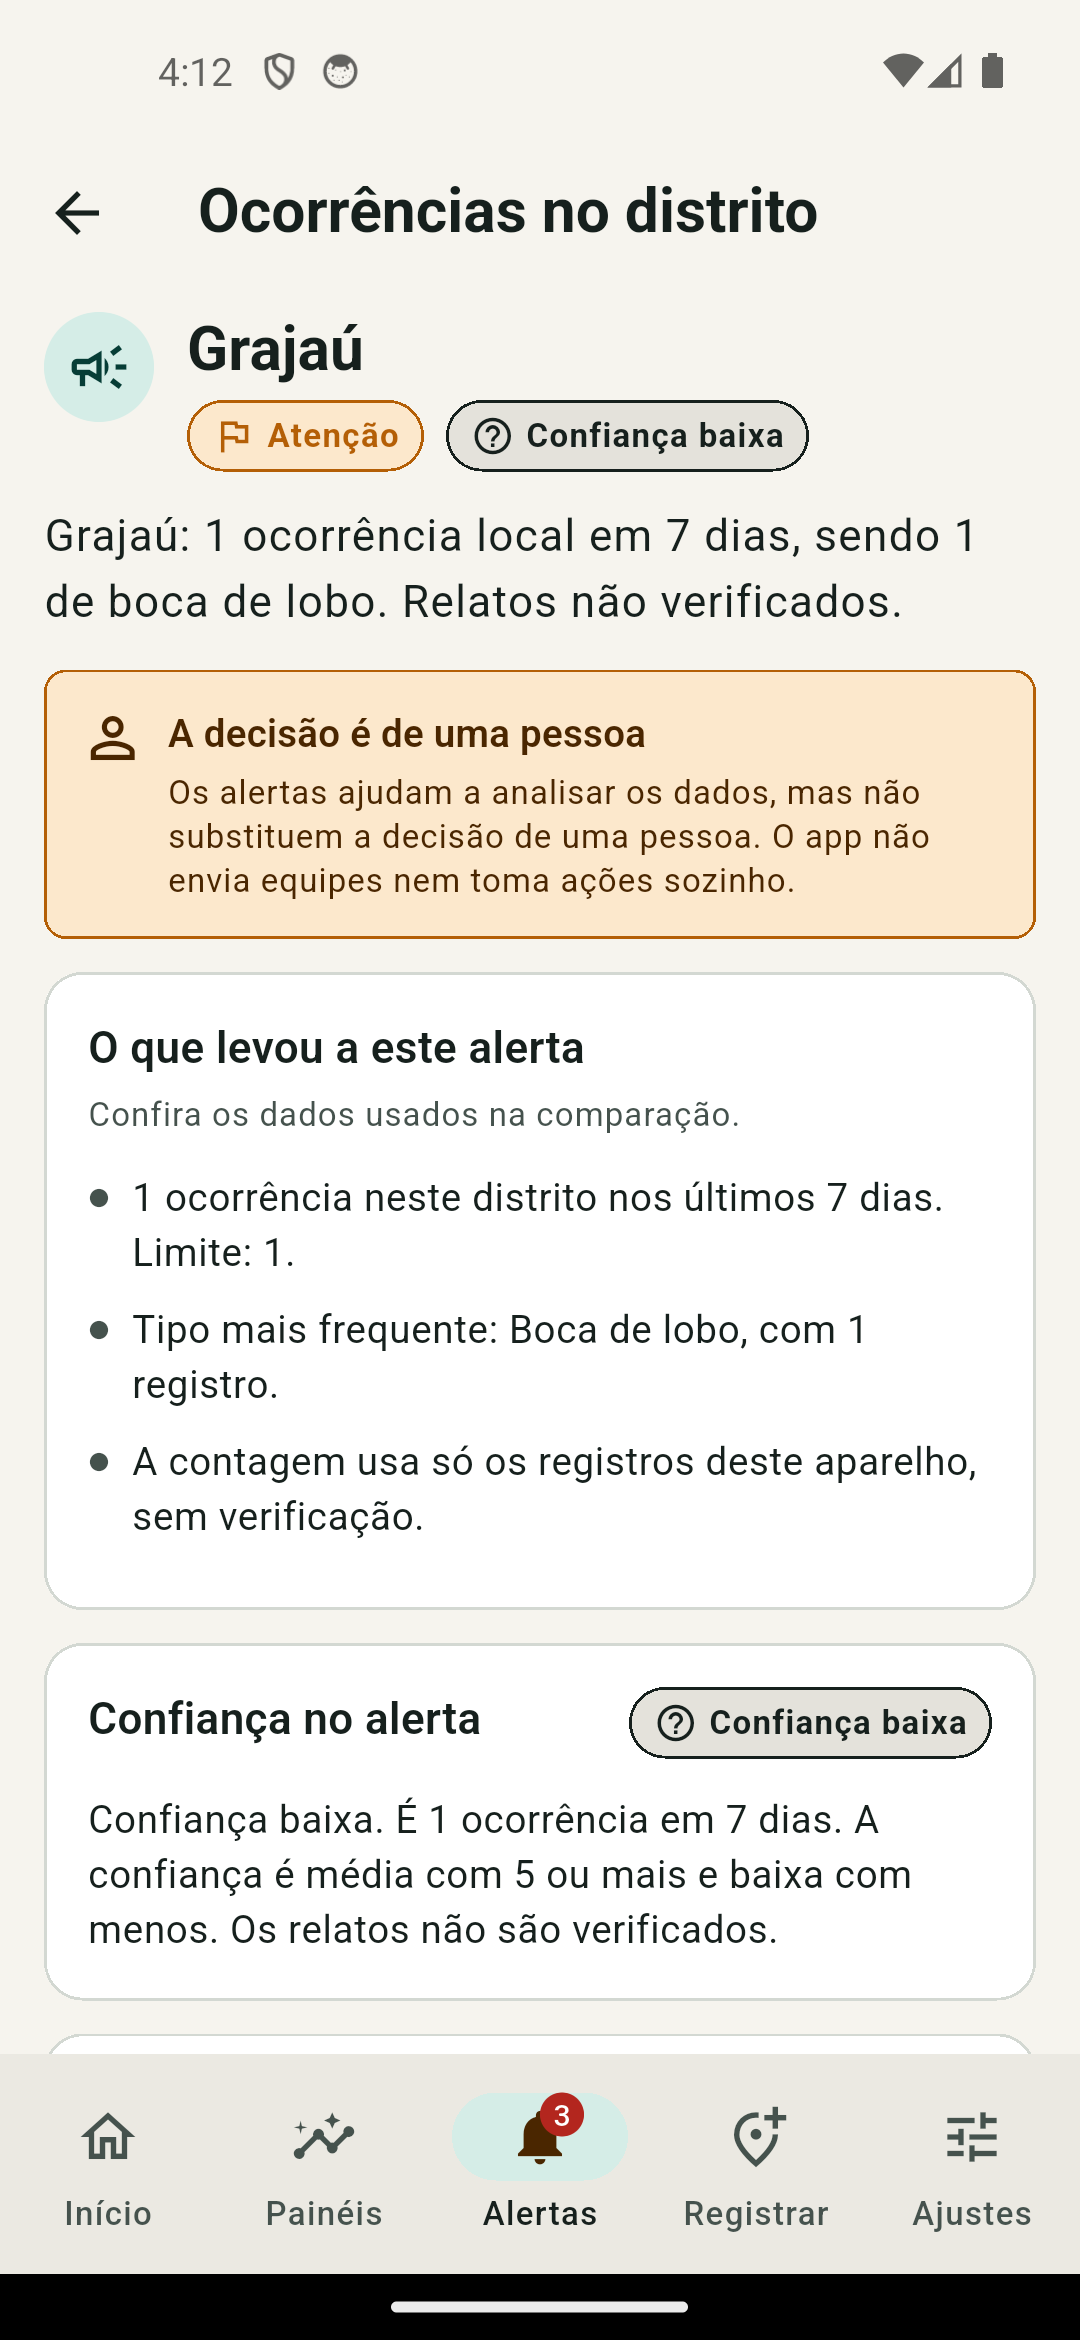 4:12
Ocorrências no distrito
Grajaú
Atenção
Confiança baixa
Grajaú: 1 ocorrência local em 7 dias, sendo 1
de boca de lobo. Relatos não verificados.
A decisão é de uma pessoa
Os alertas ajudam a analisar os dados, mas não
substituem a decisão de uma pessoa. O app não
envia equipes nem toma ações sozinho.
O que levou a este alerta
Confira os dados usados na comparação.
1 ocorrência neste distrito nos últimos 7 dias.
Limite: 1.
Tipo mais frequente: Boca de lobo, com 1
registro.
A contagem usa só os registros deste aparelho,
sem verificação.
Confiança no alerta
Confiança baixa
Confiança baixa. É 1 ocorrência em 7 dias. A
confiança é média com 5 ou mais e baixa com
menos. Os relatos não são verificados.
3
Início
Painéis
Alertas
Registrar
Ajustes